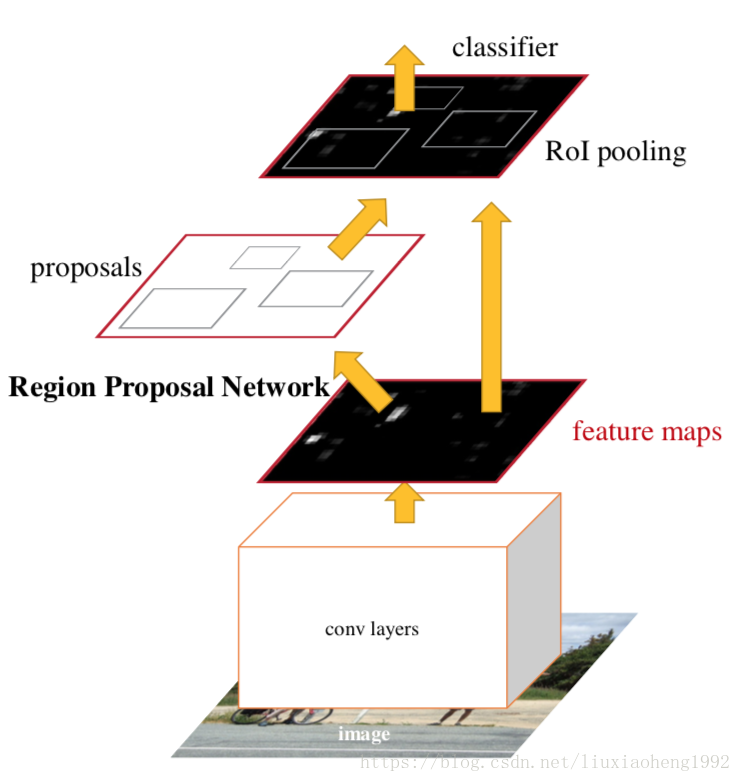 classifier
RoI pooling
proposals
Region Proposal Network
feature maps
conv layers
image
https://blog.csdn.net/liuxiaoheng1992